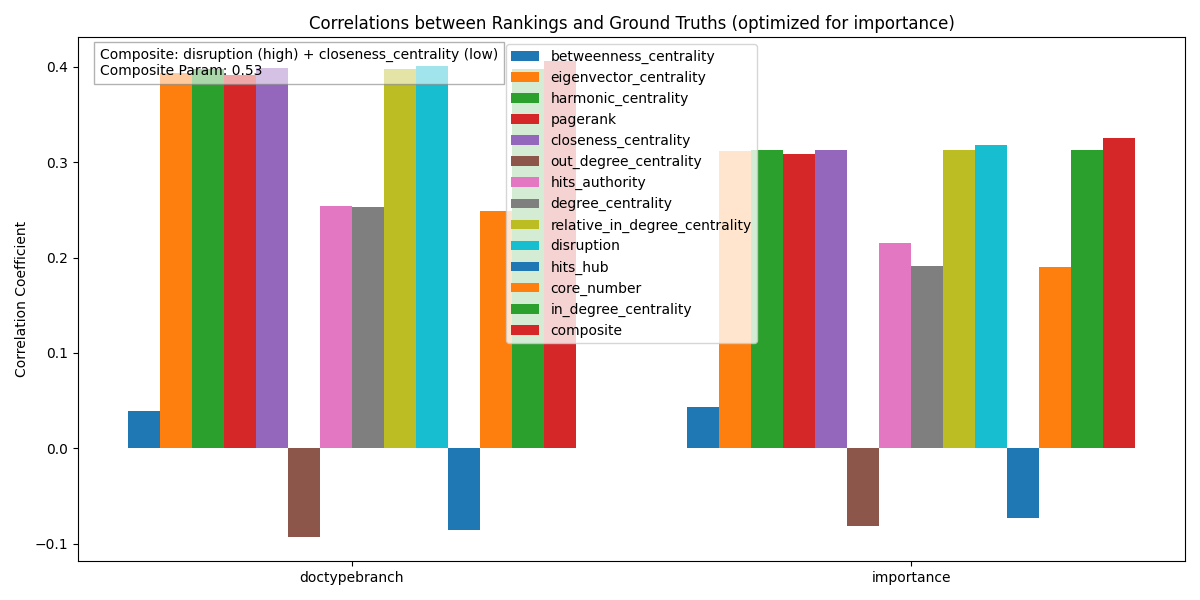 Correlations between Rankings and Ground Truths (optimized for importance)
Composite: disruption (high) + closeness_centrality (low)
Composite Param: 0.53
betweenness_centrality
eigenvector_centrality
harmonic_centrality
pagerank
closeness_centrality
out_degree_centrality
hits_authority
degree_centrality
relative_in_degree_centrality
disruption
hits_hub
core_number
in_degree_centrality
composite
Correlation Coefficient
0.4
0.3
0.2
0.1
0.0
−0.1
doctypebranch
importance